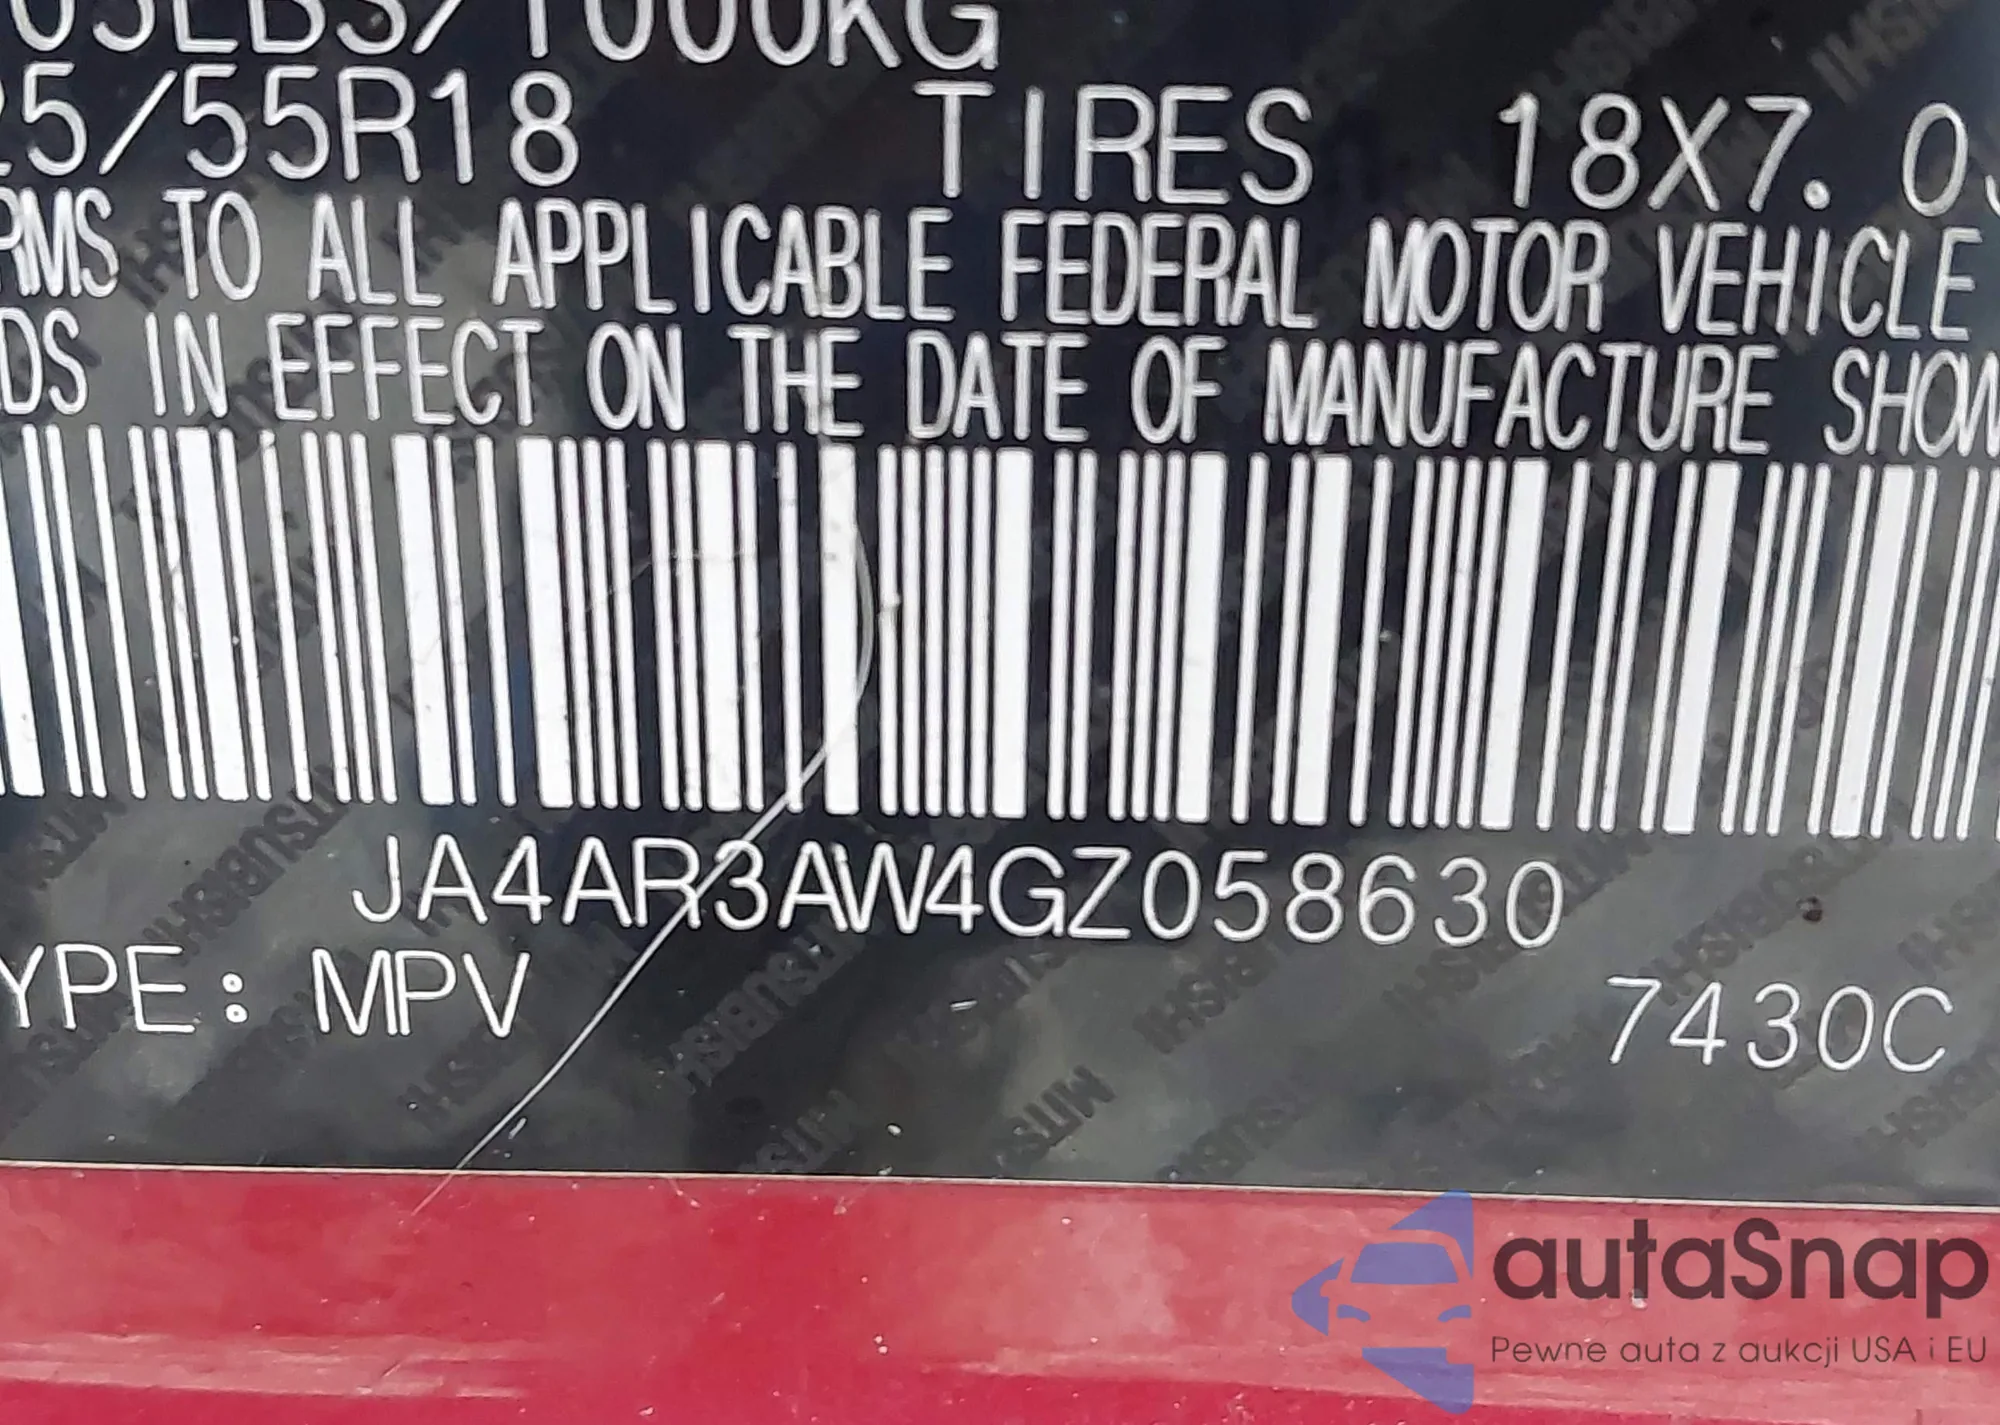 05LBS/1000KG
25/55R18 TIRES 18X7.0J
RMS TO ALL APPLICABLE FEDERAL MOTOR VEHICLE
DS IN EFFECT ON THE DATE OF MANUFACTURE SHOW
JA4AR3AW4GZ058630
YPE: MPV
7430C
MITSUBISHI
autaSnap
Pewne auta z aukcji USA i EU